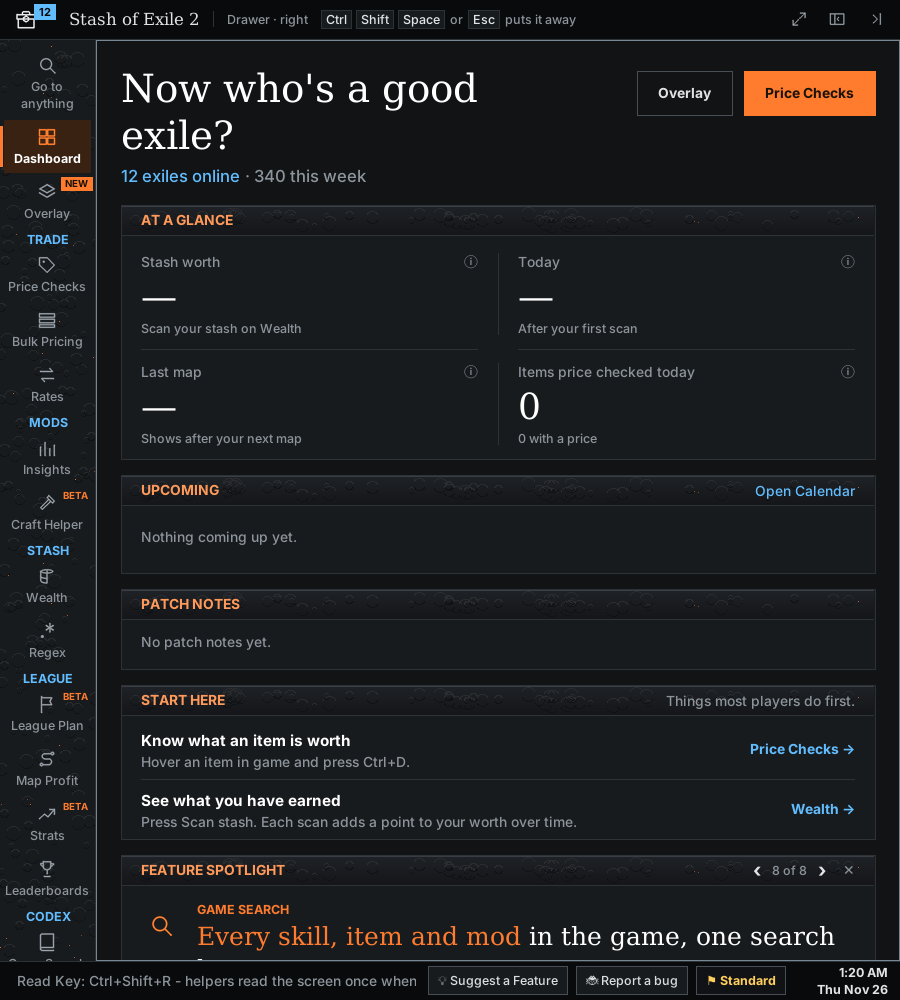 12
Stash of Exile 2
Drawer · right Ctrl Shift Space or Esc puts it away
Go to
anything
Dashboard
NEW
Overlay
TRADE
Price Checks
Bulk Pricing
Rates
MODS
Insights
BETA
Craft Helper
STASH
Wealth
Regex
LEAGUE
BETA
League Plan
Map Profit
BETA
Strats
Leaderboards
CODEX
Now who's a good
exile?
Overlay
Price Checks
12 exiles online · 340 this week
AT A GLANCE
Stash worth
—
Scan your stash on Wealth
Today
—
After your first scan
Last map
—
Shows after your next map
Items price checked today
0
0 with a price
UPCOMING
Open Calendar
Nothing coming up yet.
PATCH NOTES
No patch notes yet.
START HERE
Things most players do first.
Know what an item is worth
Hover an item in game and press Ctrl+D.
Price Checks →
See what you have earned
Press Scan stash. Each scan adds a point to your worth over time.
Wealth →
FEATURE SPOTLIGHT
8 of 8
GAME SEARCH
Every skill, item and mod in the game, one search
Read Key: Ctrl+Shift+R - helpers read the screen once when
Suggest a Feature
Report a bug
Standard
1:20 AM
Thu Nov 26